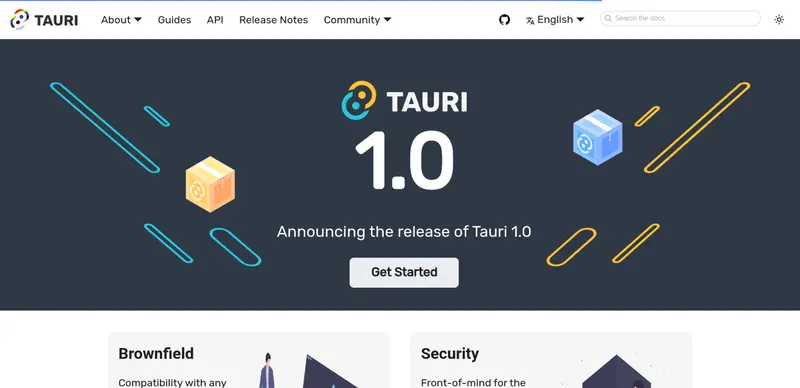 TAURI
About
Guides
API
Release Notes
Community
English
Search the docs
TAURI
1.0
Announcing the release of Tauri 1.0
Get Started
Brownfield
Compatibility with any
Security
Front-of-mind for the